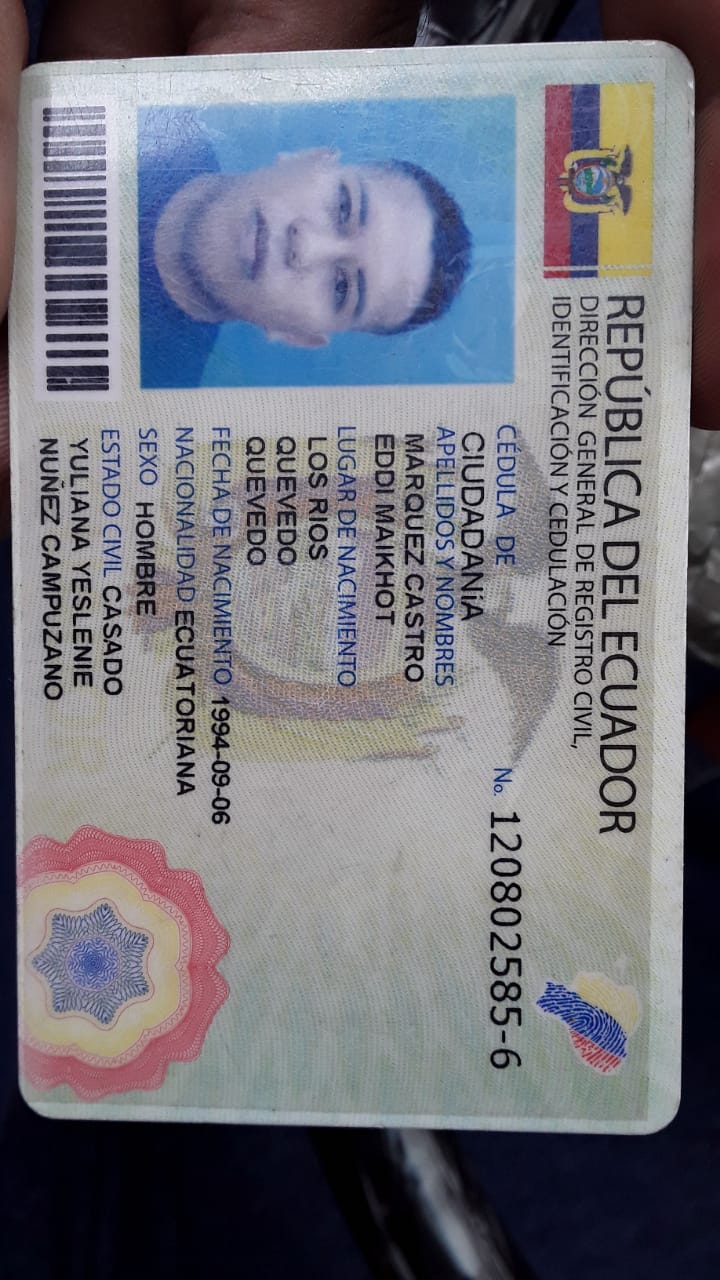 REPÚBLICA DEL ECUADOR
DIRECCIÓN GENERAL DE REGISTRO CIVIL,
IDENTIFICACIÓN Y CEDULACIÓN
CÉDULA DE No. 120802585-6
CIUDADANíA
APELLIDOS Y NOMBRES
MARQUEZ CASTRO
EDDI MAIKHOT
LUGAR DE NACIMIENTO
LOS RIOS
QUEVEDO
QUEVEDO
FECHA DE NACIMIENTO 1994-09-06
NACIONALIDAD ECUATORIANA
SEXO HOMBRE
ESTADO CIVIL CASADO
YULIANA YESLENIE
NUÑEZ CAMPUZANO